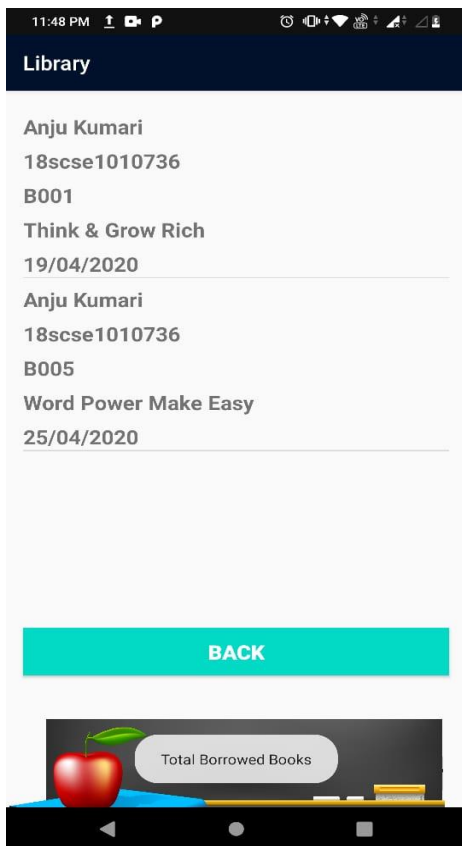 11:48 PM
Library
Anju Kumari
18scse1010736
B001
Think & Grow Rich
19/04/2020
Anju Kumari
18scse1010736
B005
Word Power Make Easy
25/04/2020
BACK
Total Borrowed Books